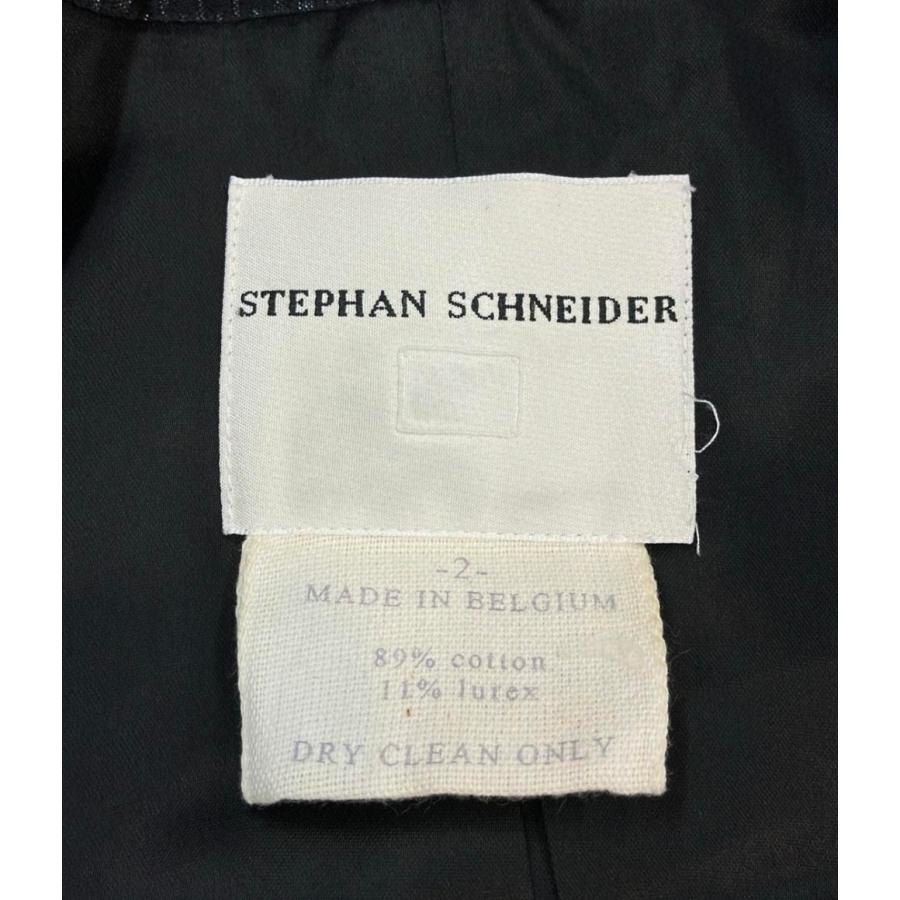 STEPHAN SCHNEIDER
-2-
MADE IN BELGIUM
89% cotton
11% lurex
DRY CLEAN ONLY